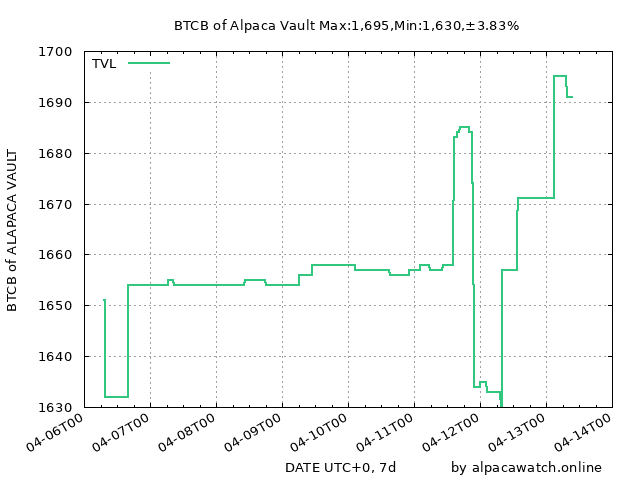 BTCB of Alpaca Vault Max:1,695,Min:1,630,±3.83%
TVL
1700
1690
1680
1670
1660
1650
1640
1630
BTCB of ALAPACA VAULT
04-06T00
04-07T00
04-08T00
04-09T00
04-10T00
04-11T00
04-12T00
04-13T00
04-14T00
DATE UTC+0, 7d
by alpacawatch.online